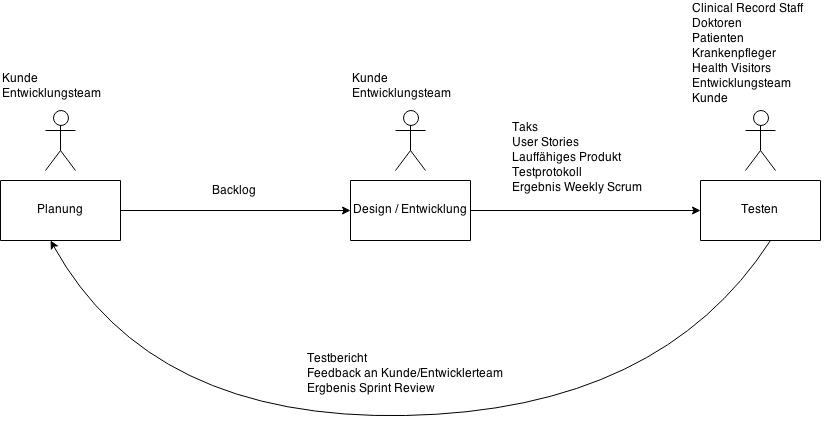 Kunde
Entwicklungsteam
Kunde
Entwicklungsteam
Clinical Record Staff
Doktoren
Patienten
Krankenpfleger
Health Visitors
Entwicklungsteam
Kunde
Planung
Backlog
Design / Entwicklung
Taks
User Stories
Lauffähiges Produkt
Testprotokoll
Ergebnis Weekly Scrum
Testen
Testbericht
Feedback an Kunde/Entwicklerteam
Ergbenis Sprint Review